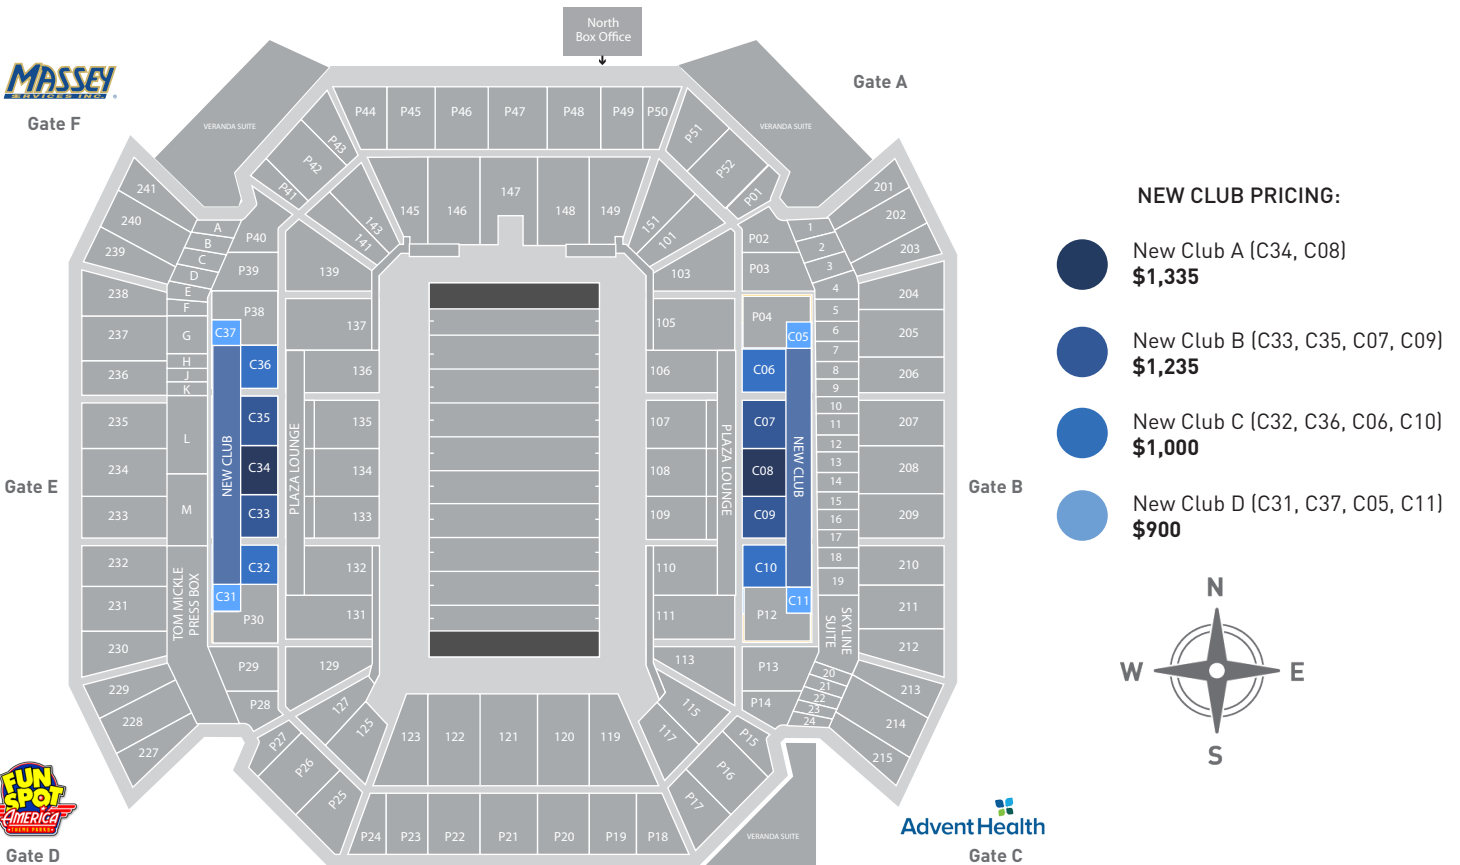 North
Box Office
MASSEY
SERVICES INC.
Gate F
Gate A
VERANDA SUITE
VERANDA SUITE
P44
P45
P46
P47
P48
P49
P50
P43
P42
P41
P51
P52
P01
241
240
239
238
237
236
235
234
233
232
231
230
229
228
227
A
B
C
D
E
F
G
H
J
K
L
M
TOM MICKLE
PRESS BOX
P40
P39
P38
C37
C36
C35
C34
C33
C32
C31
P30
P29
P28
NEW CLUB
PLAZA LOUNGE
143
141
145
146
147
148
149
151
101
139
137
136
135
134
133
132
131
129
127
125
123
122
121
120
119
117
115
113
111
110
109
108
107
106
105
103
PLAZA LOUNGE
NEW CLUB
P02
P03
P04
C05
C06
C07
C08
C09
C10
C11
P12
P13
P14
1
2
3
4
5
6
7
8
9
10
11
12
13
14
15
16
17
18
19
SKYLINE
SUITE
20
21
22
23
24
201
202
203
204
205
206
207
208
209
210
211
212
213
214
215
P27
P26
P25
P24
P23
P22
P21
P20
P19
P18
P17
P16
P15
VERANDA SUITE
Gate E
Gate B
FUN
SPOT
AMERICA
THEME PARKS
Gate D
AdventHealth
Gate C
NEW CLUB PRICING:
New Club A (C34, C08)
$1,335
New Club B (C33, C35, C07, C09)
$1,235
New Club C (C32, C36, C06, C10)
$1,000
New Club D (C31, C37, C05, C11)
$900
N
W
E
S